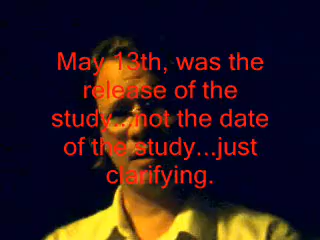 May 13th, was the
release of the
study...not the date
of the study...just
clarifying.